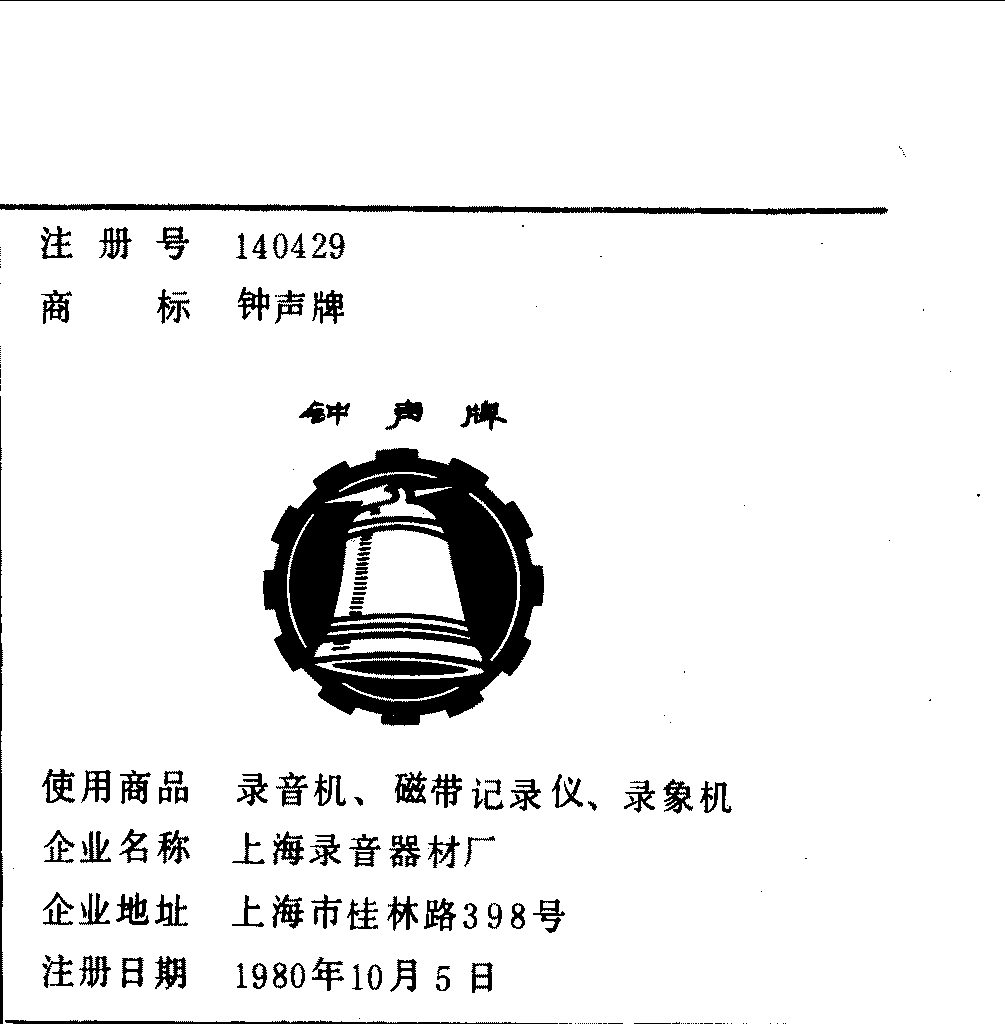 注册号 140429
商标 钟声牌
钟声牌
使用商品 录音机、磁带记录仪、录象机
企业名称 上海录音器材厂
企业地址 上海市桂林路398号
注册日期 1980年10月5日